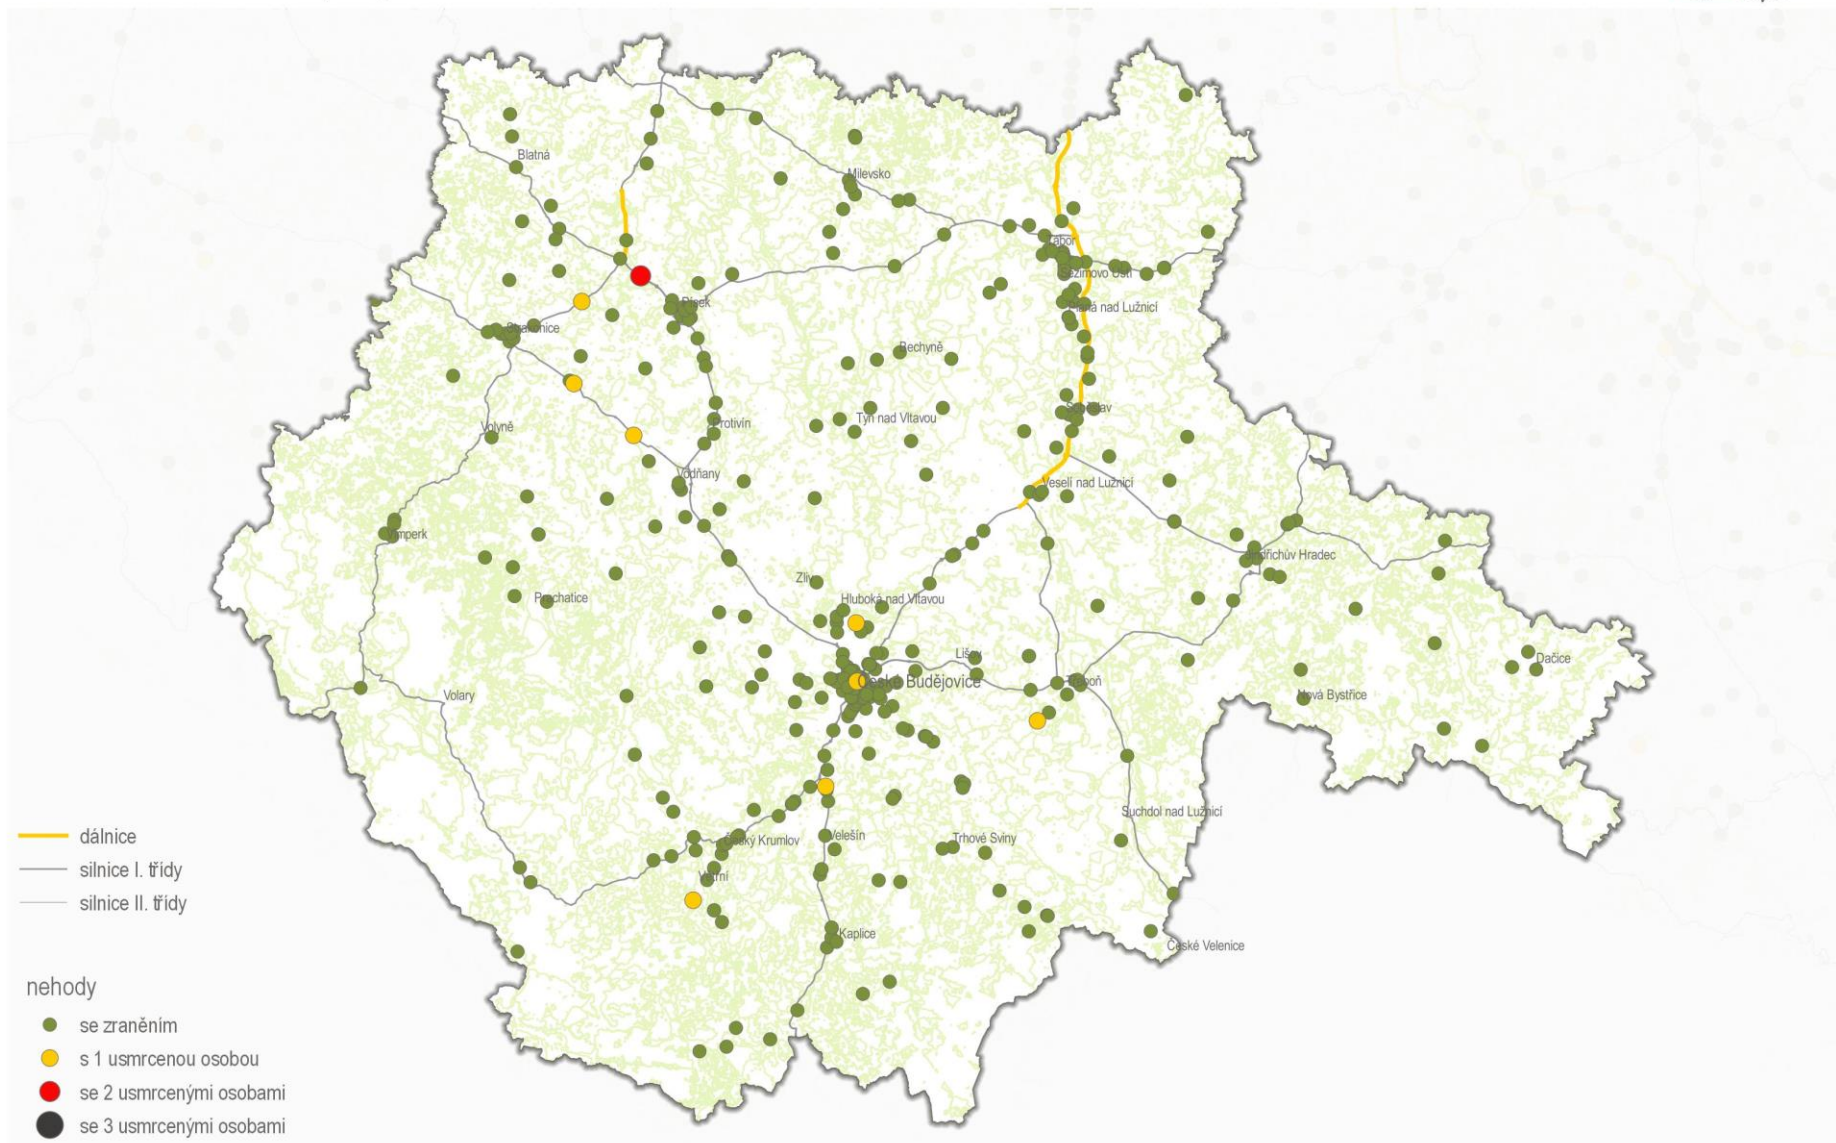 Blatná
Milevsko
Tábor
Sezimovo Ústí
Písek
Planá nad Lužnicí
Strakonice
Bechyně
Soběslav
Týn nad Vltavou
Protivín
Volyně
Vodňany
Veselí nad Lužnicí
Vimperk
Jindřichův Hradec
Zliv
Prachatice
Hluboká nad Vltavou
Lišov
Dačice
České Budějovice
Třeboň
Volary
Nová Bystřice
Suchdol nad Lužnicí
Velešín
Trhové Sviny
Český Krumlov
Větřní
Kaplice
České Velenice
dálnice
silnice I. třídy
silnice II. třídy
nehody
se zraněním
s 1 usmrcenou osobou
se 2 usmrcenými osobami
se 3 usmrcenými osobami